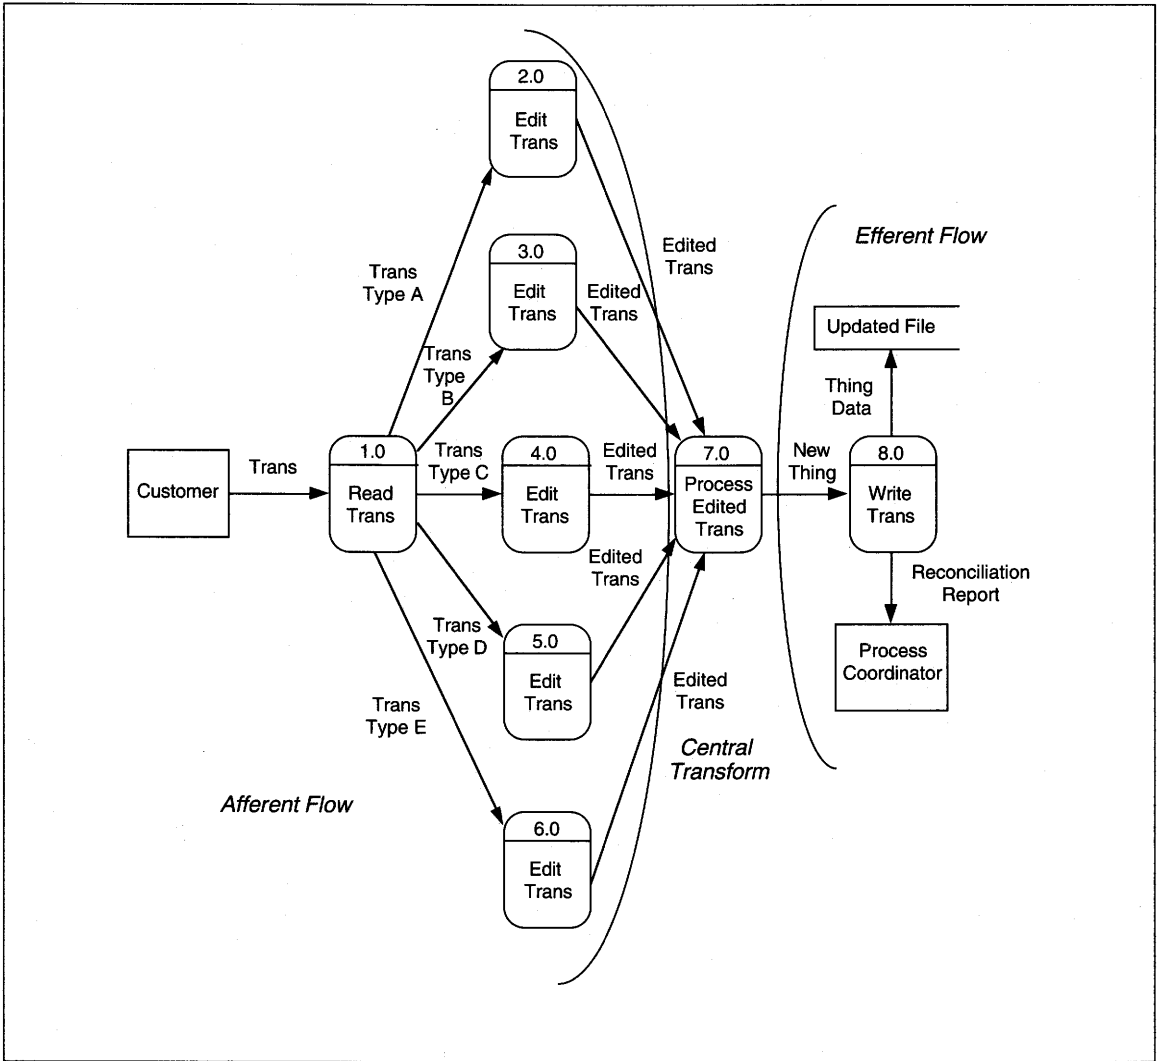 2.0
Edit
Trans
Efferent Flow
Edited
Trans
3.0
Edit
Trans
Trans
Type A
Edited
Trans
Updated File
Trans
Type
B
Thing
Data
1.0
Read
Trans
Trans
Type C
4.0
Edit
Trans
Edited
Trans
7.0
Process
Edited
Trans
New
Thing
8.0
Write
Trans
Customer
Trans
Edited
Trans
Reconciliation
Report
Trans
Type D
5.0
Edit
Trans
Process
Coordinator
Edited
Trans
Trans
Type E
Central
Transform
Afferent Flow
6.0
Edit
Trans